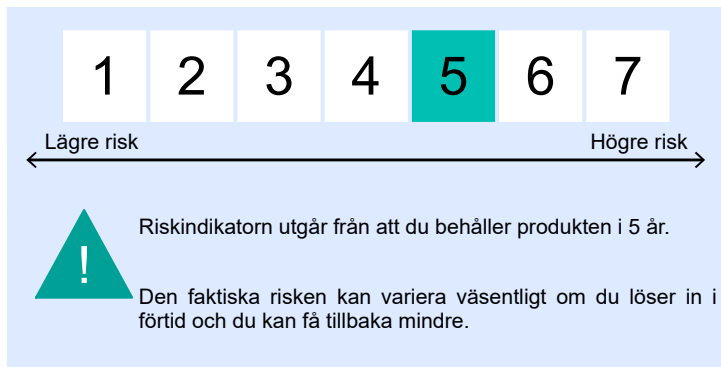 1 2 3 4 5 6 7
Lägre risk Högre risk
!
Riskindikatorn utgår från att du behåller produkten i 5 år.
Den faktiska risken kan variera väsentligt om du löser in i
förtid och du kan få tillbaka mindre.